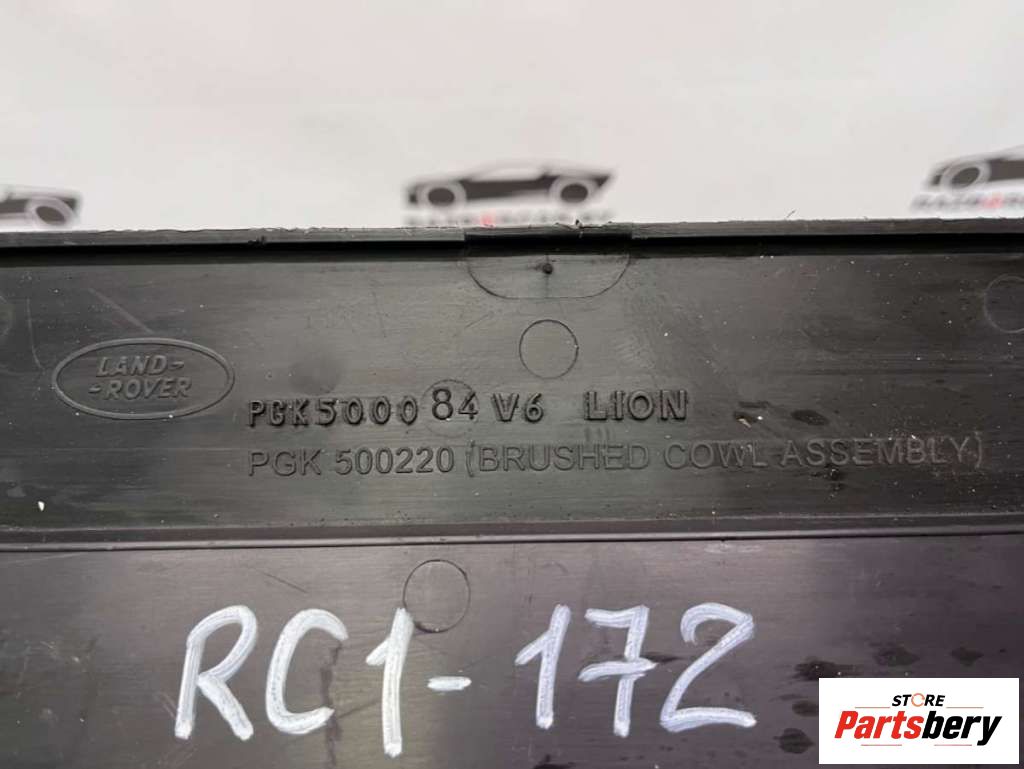 LAND-
-ROVER
PGK500084 V6 LION
PGK 500220 (BRUSHED COWL ASSEMBLY)
RC1-172
STORE
Partsbery